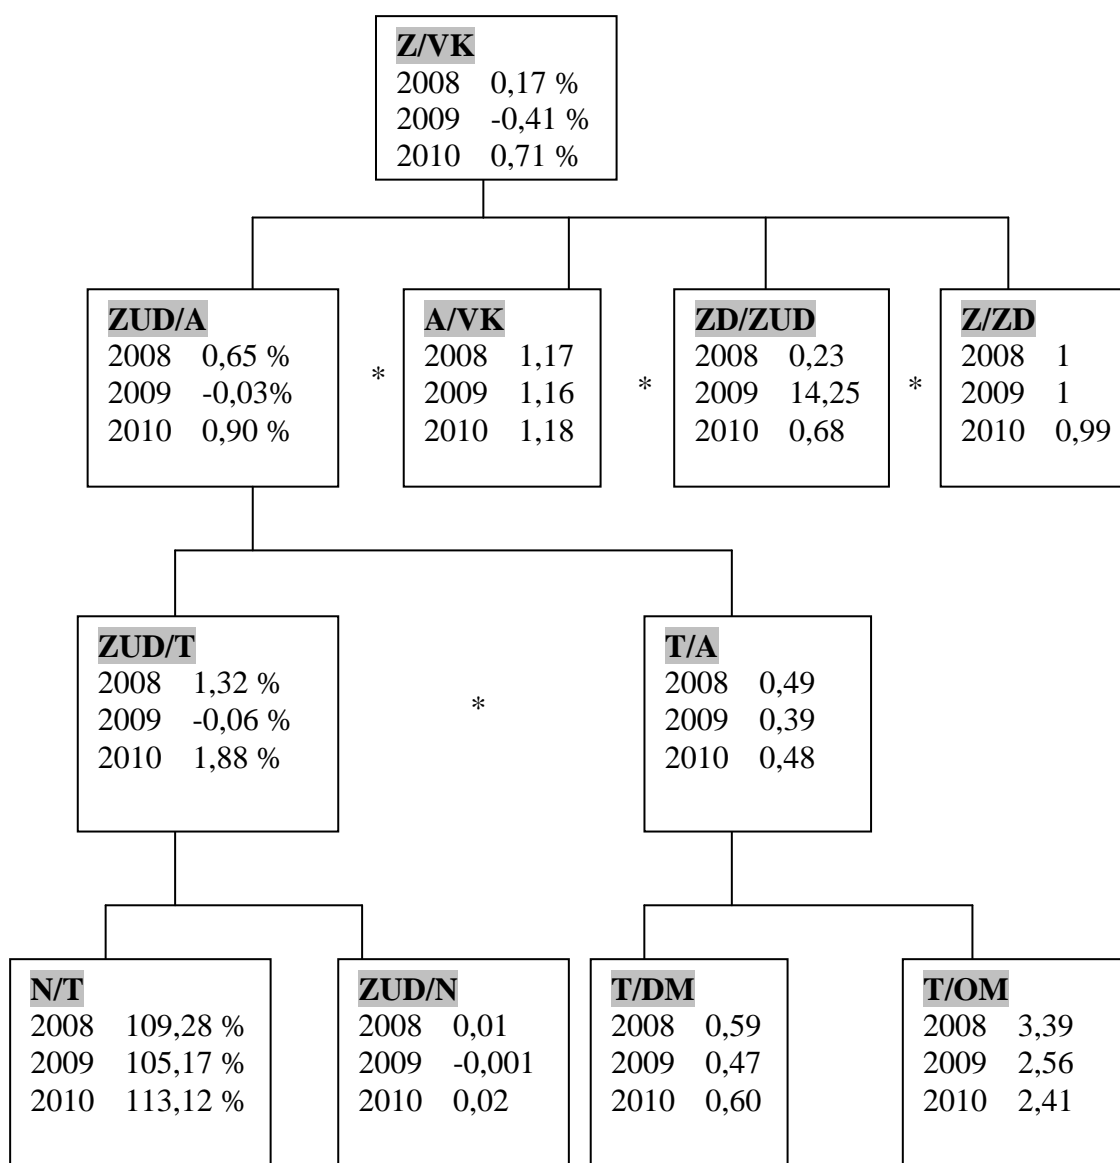 Z/VK
2008 0,17 %
2009 -0,41 %
2010 0,71 %
ZUD/A
2008 0,65 %
2009 -0,03%
2010 0,90 %
*
A/VK
2008 1,17
2009 1,16
2010 1,18
*
ZD/ZUD
2008 0,23
2009 14,25
2010 0,68
*
Z/ZD
2008 1
2009 1
2010 0,99
ZUD/T
2008 1,32 %
2009 -0,06 %
2010 1,88 %
*
T/A
2008 0,49
2009 0,39
2010 0,48
N/T
2008 109,28 %
2009 105,17 %
2010 113,12 %
ZUD/N
2008 0,01
2009 -0,001
2010 0,02
T/DM
2008 0,59
2009 0,47
2010 0,60
T/OM
2008 3,39
2009 2,56
2010 2,41